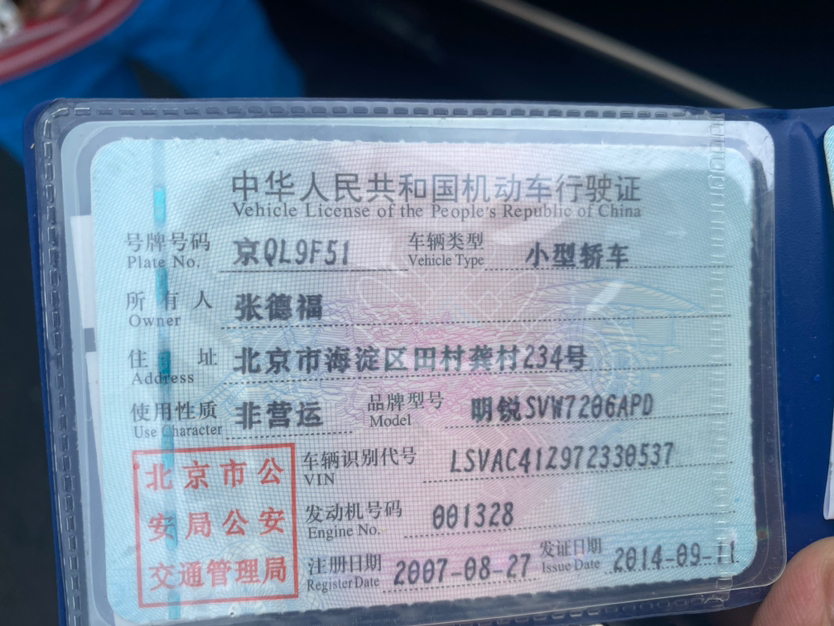 中华人民共和国机动车行驶证
Vehicle License of the People's Republic of China
号牌号码 京QL9F51 车辆类型 小型轿车
Plate No. Vehicle Type
所有人 张德福
Owner
住址 北京市海淀区田村龚村234号
Address
使用性质 非营运 品牌型号 明锐SVW7206APD
Use Character Model
车辆识别代号 LSVAC412972330537
VIN
发动机号码 001328
Engine No.
注册日期 2007-08-27 发证日期 2014-09-11
Register Date Issue Date
北京市公
安局公安
交通管理局